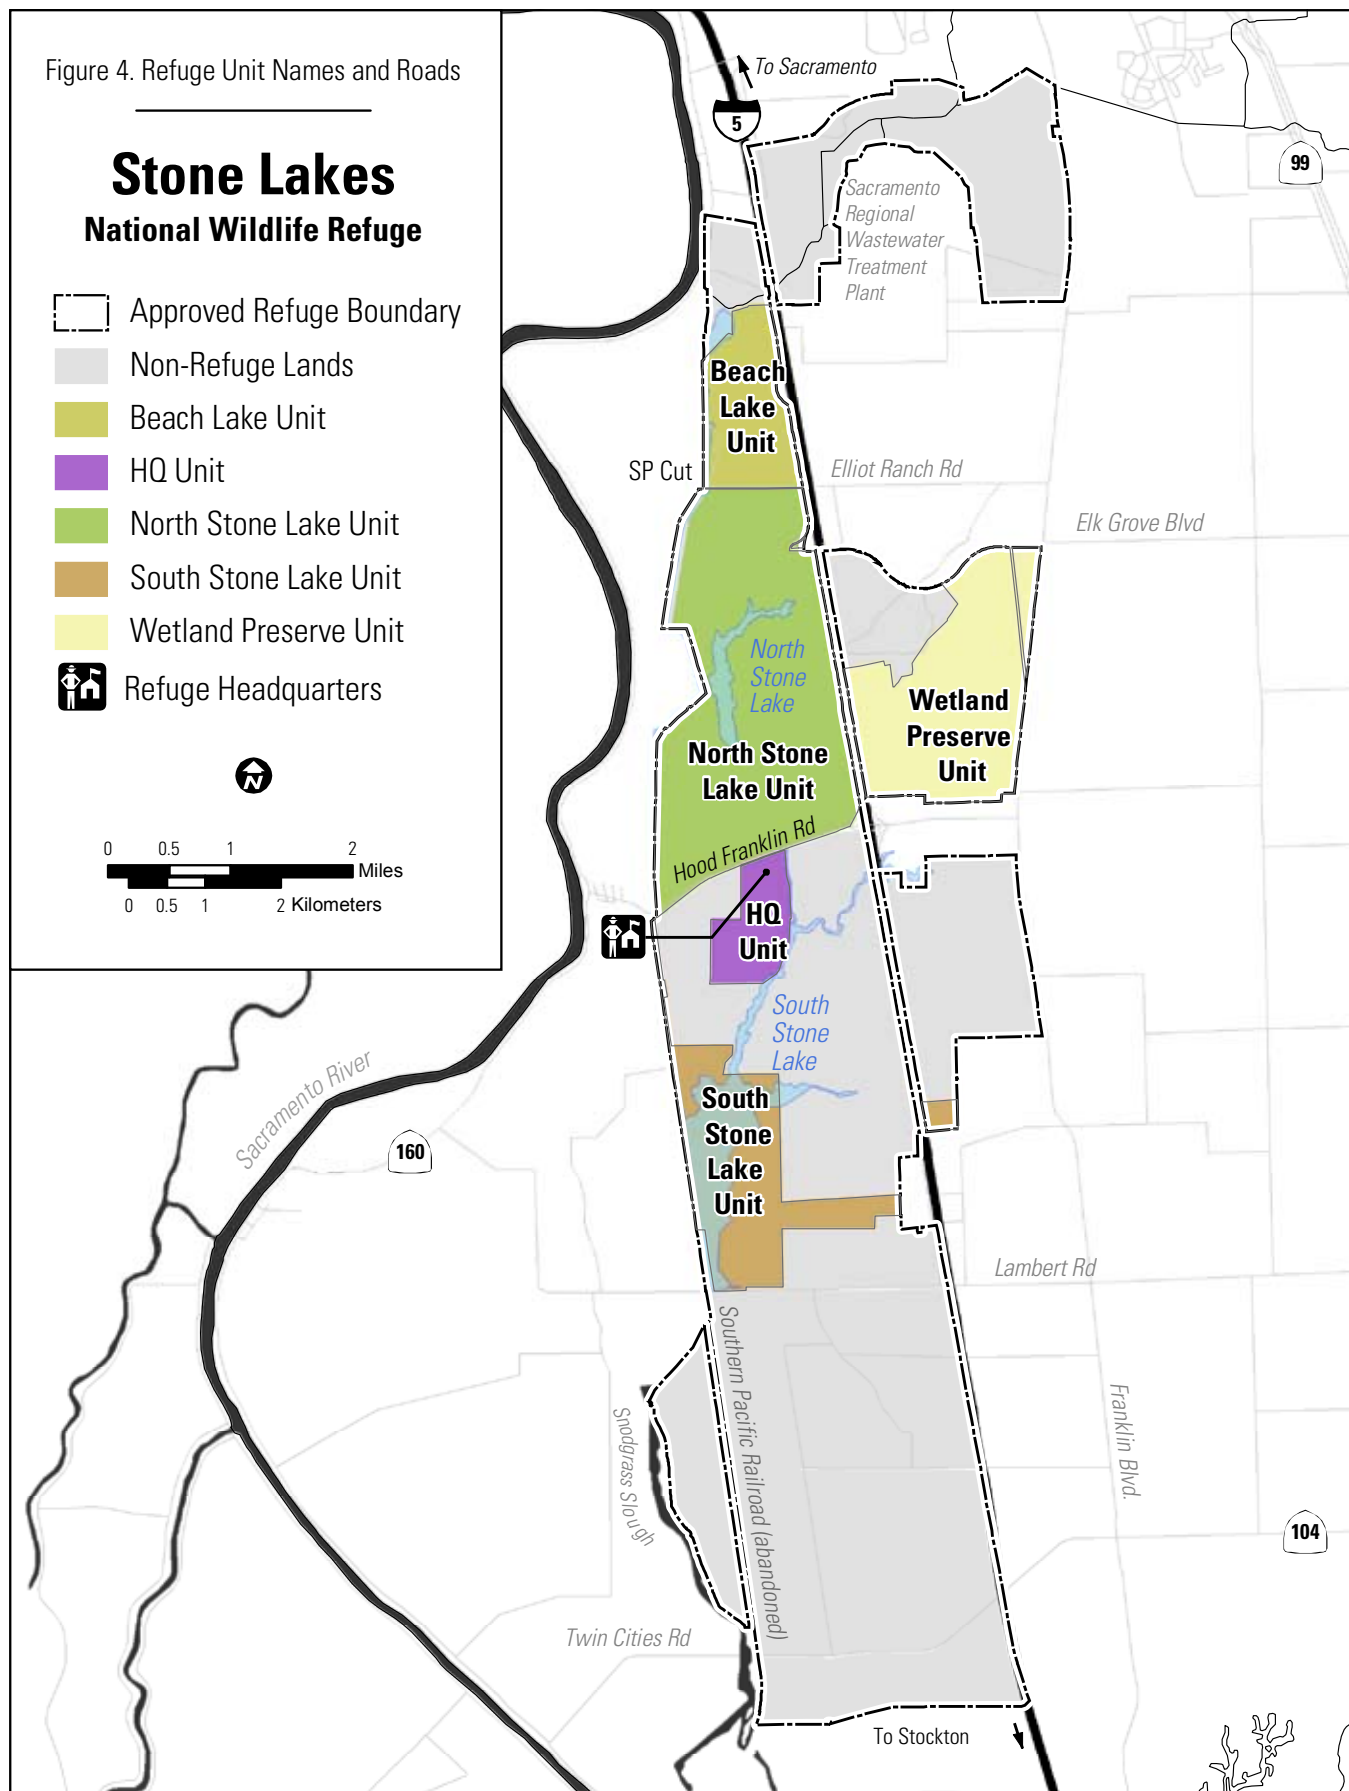 Figure 4. Refuge Unit Names and Roads
Stone Lakes
National Wildlife Refuge
Approved Refuge Boundary
Non-Refuge Lands
Beach Lake Unit
HQ Unit
North Stone Lake Unit
South Stone Lake Unit
Wetland Preserve Unit
Refuge Headquarters
N
0 0.5 1 2
Miles
0 0.5 1 2 Kilometers
To Sacramento
5
99
Sacramento
Regional
Wastewater
Treatment
Plant
Beach
Lake
Unit
SP Cut
Elliot Ranch Rd
Elk Grove Blvd
North
Stone
Lake
Wetland
Preserve
Unit
North Stone
Lake Unit
Hood Franklin Rd
HQ
Unit
South
Stone
Lake
Sacramento River
160
South
Stone
Lake
Unit
Lambert Rd
Southern Pacific Railroad (abandoned)
Snodgrass Slough
Franklin Blvd.
104
Twin Cities Rd
To Stockton